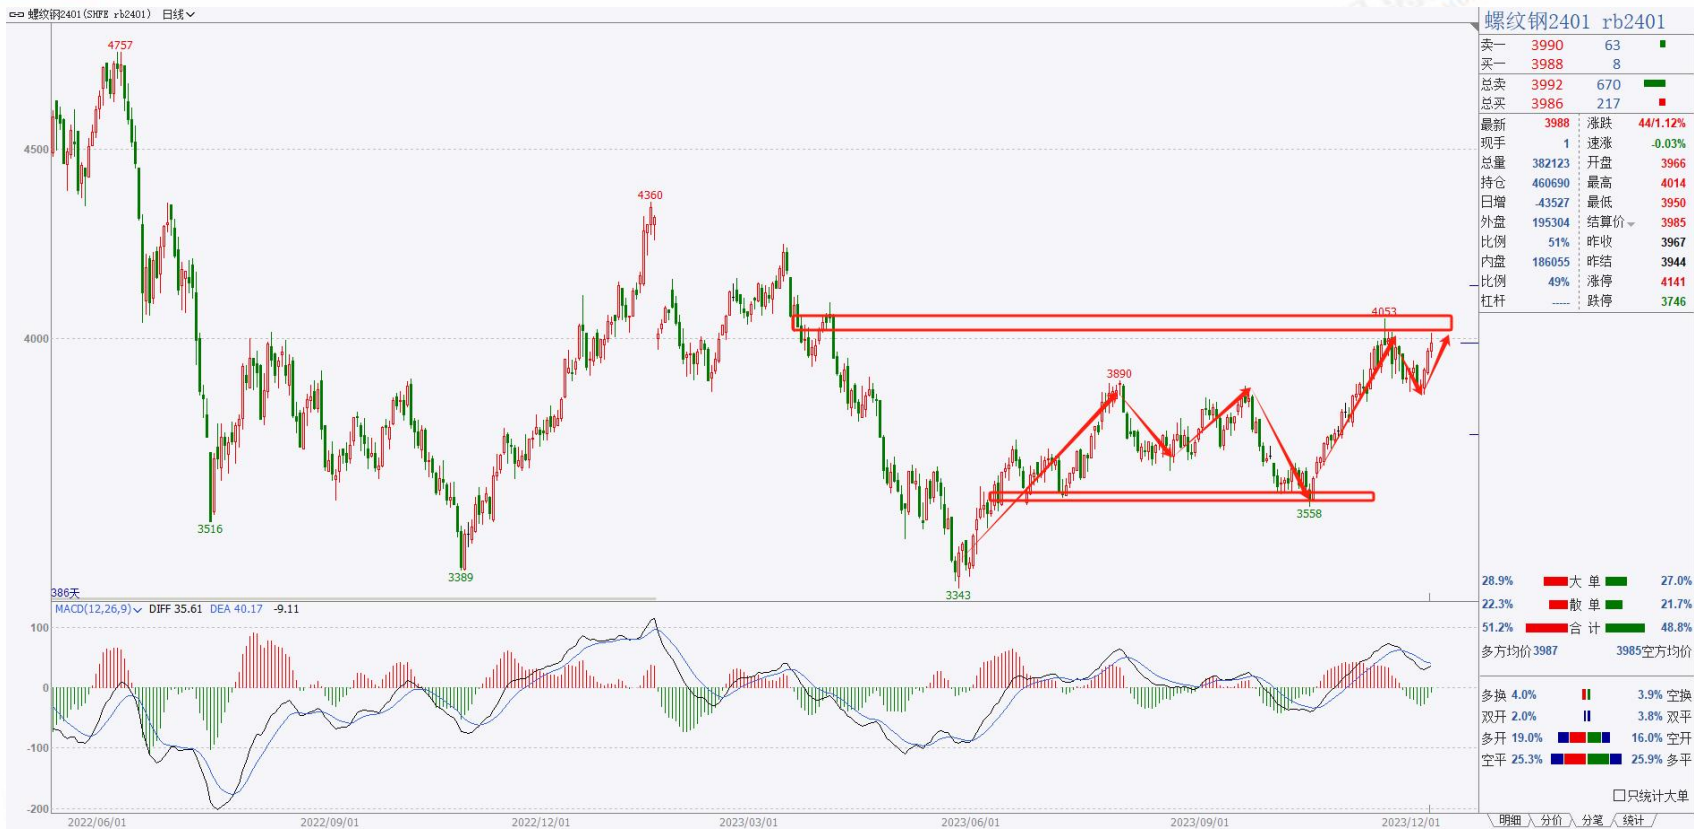 螺纹钢2401(SHFE rb2401) 日线
4757
4500
4360
4053
4000
3890
3516
3389
3343
3558
386天
MACD(12,26,9) DIFF 35.61 DEA 40.17 -9.11
100
0
-100
-200
2022/06/01 2022/09/01 2022/12/01 2023/03/01 2023/06/01 2023/09/01 2023/12/01
螺纹钢2401 rb2401
卖一 3990 63
买一 3988 8
总卖 3992 670
总买 3986 217
最新 3988 涨跌 44/1.12%
现手 1 速涨 -0.03%
总量 382123 开盘 3966
持仓 460690 最高 4014
日增 -43527 最低 3950
外盘 195304 结算价 3985
比例 51% 昨收 3967
内盘 186055 昨结 3944
比例 49% 涨停 4141
杠杆 ----- 跌停 3746
28.9% 大单 27.0%
22.3% 散单 21.7%
51.2% 合计 48.8%
多方均价 3987 3985 空方均价
多换 4.0% 3.9% 空换
双开 2.0% 3.8% 双平
多开 19.0% 16.0% 空开
空平 25.3% 25.9% 多平
只统计大单
明细 分价 分笔 统计